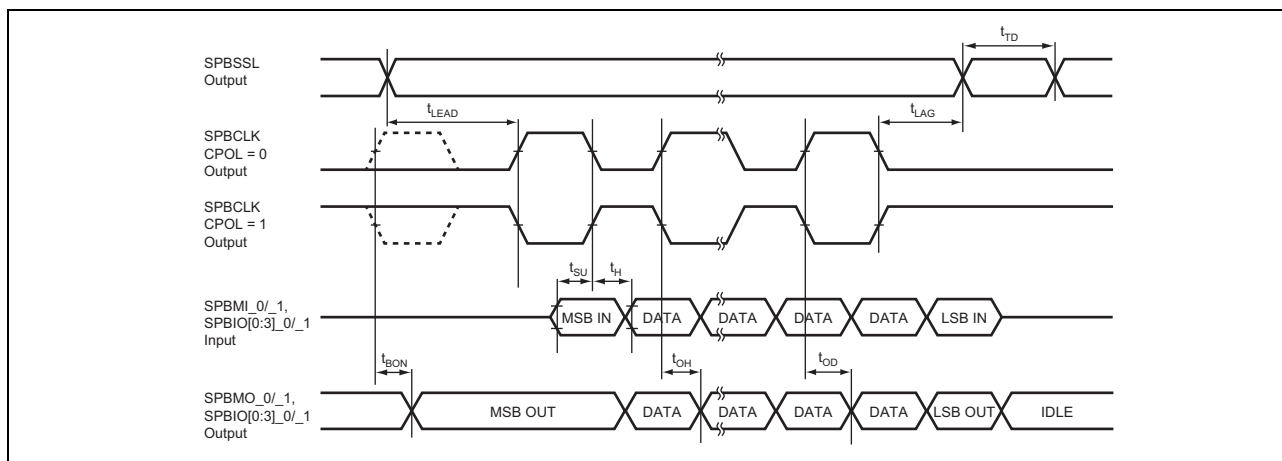 SPBSSL
Output
tTD
tLEAD
tLAG
SPBCLK
CPOL = 0
Output
SPBCLK
CPOL = 1
Output
tSU
tH
SPBMI_0/_1,
SPBIO[0:3]_0/_1
Input
MSB IN
DATA
DATA
DATA
DATA
LSB IN
tBON
tOH
tOD
SPBMO_0/_1,
SPBIO[0:3]_0/_1
Output
MSB OUT
DATA
DATA
DATA
DATA
LSB OUT
IDLE